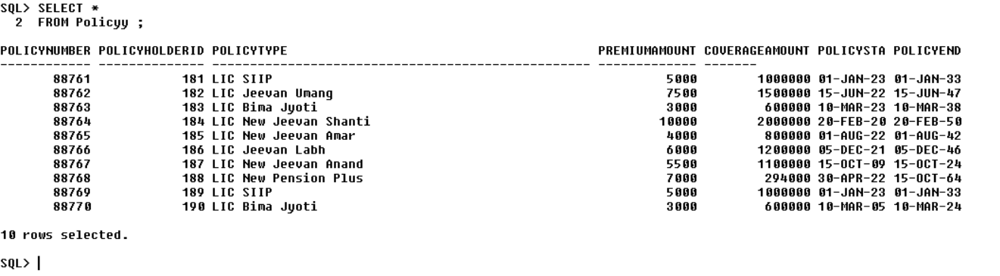 SQL> SELECT *
  2  FROM Policyy ;
POLICYNUMBER POLICYHOLDERID POLICYTYPE                                         PREMIUMAMOUNT COVERAGEAMOUNT POLICYSTA POLICYEND
------------ -------------- -------------------------------------------------- ------------- -------
       88761            181 LIC SIIP                                                    5000        1000000 01-JAN-23 01-JAN-33
       88762            182 LIC Jeevan Umang                                            7500        1500000 15-JUN-22 15-JUN-47
       88763            183 LIC Bima Jyoti                                              3000         600000 10-MAR-23 10-MAR-38
       88764            184 LIC New Jeevan Shanti                                      10000        2000000 20-FEB-20 20-FEB-50
       88765            185 LIC New Jeevan Amar                                         4000         800000 01-AUG-22 01-AUG-42
       88766            186 LIC Jeevan Labh                                             6000        1200000 05-DEC-21 05-DEC-46
       88767            187 LIC New Jeevan Anand                                        5500        1100000 15-OCT-09 15-OCT-24
       88768            188 LIC New Pension Plus                                        7000         294000 30-APR-22 15-OCT-64
       88769            189 LIC SIIP                                                    5000        1000000 01-JAN-23 01-JAN-33
       88770            190 LIC Bima Jyoti                                              3000         600000 10-MAR-05 10-MAR-24
10 rows selected.
SQL>